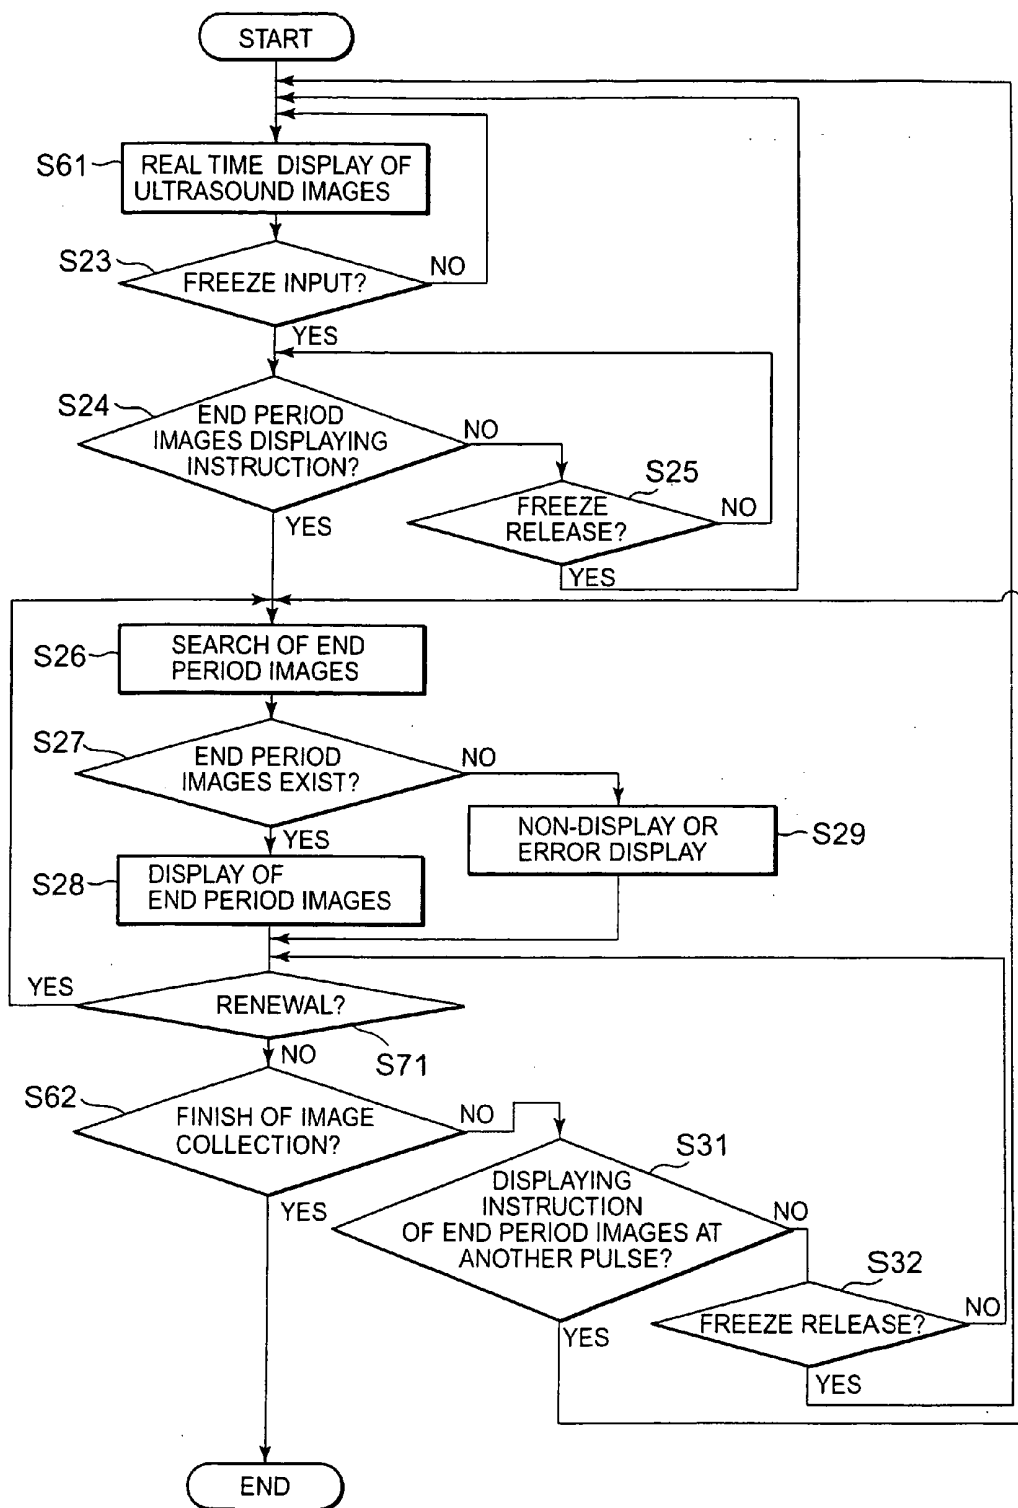 START
S61
REAL TIME DISPLAY OF
ULTRASOUND IMAGES
S23
FREEZE INPUT?
NO
YES
S24
END PERIOD
IMAGES DISPLAYING
INSTRUCTION?
NO
YES
S25
FREEZE
RELEASE?
NO
YES
S26
SEARCH OF END
PERIOD IMAGES
S27
END PERIOD
IMAGES EXIST?
NO
YES
NON-DISPLAY OR
ERROR DISPLAY
S29
S28
DISPLAY OF
END PERIOD IMAGES
YES
RENEWAL?
S71
NO
S62
FINISH OF IMAGE
COLLECTION?
NO
YES
S31
DISPLAYING
INSTRUCTION
OF END PERIOD IMAGES AT
ANOTHER PULSE?
NO
YES
S32
FREEZE RELEASE?
NO
YES
END